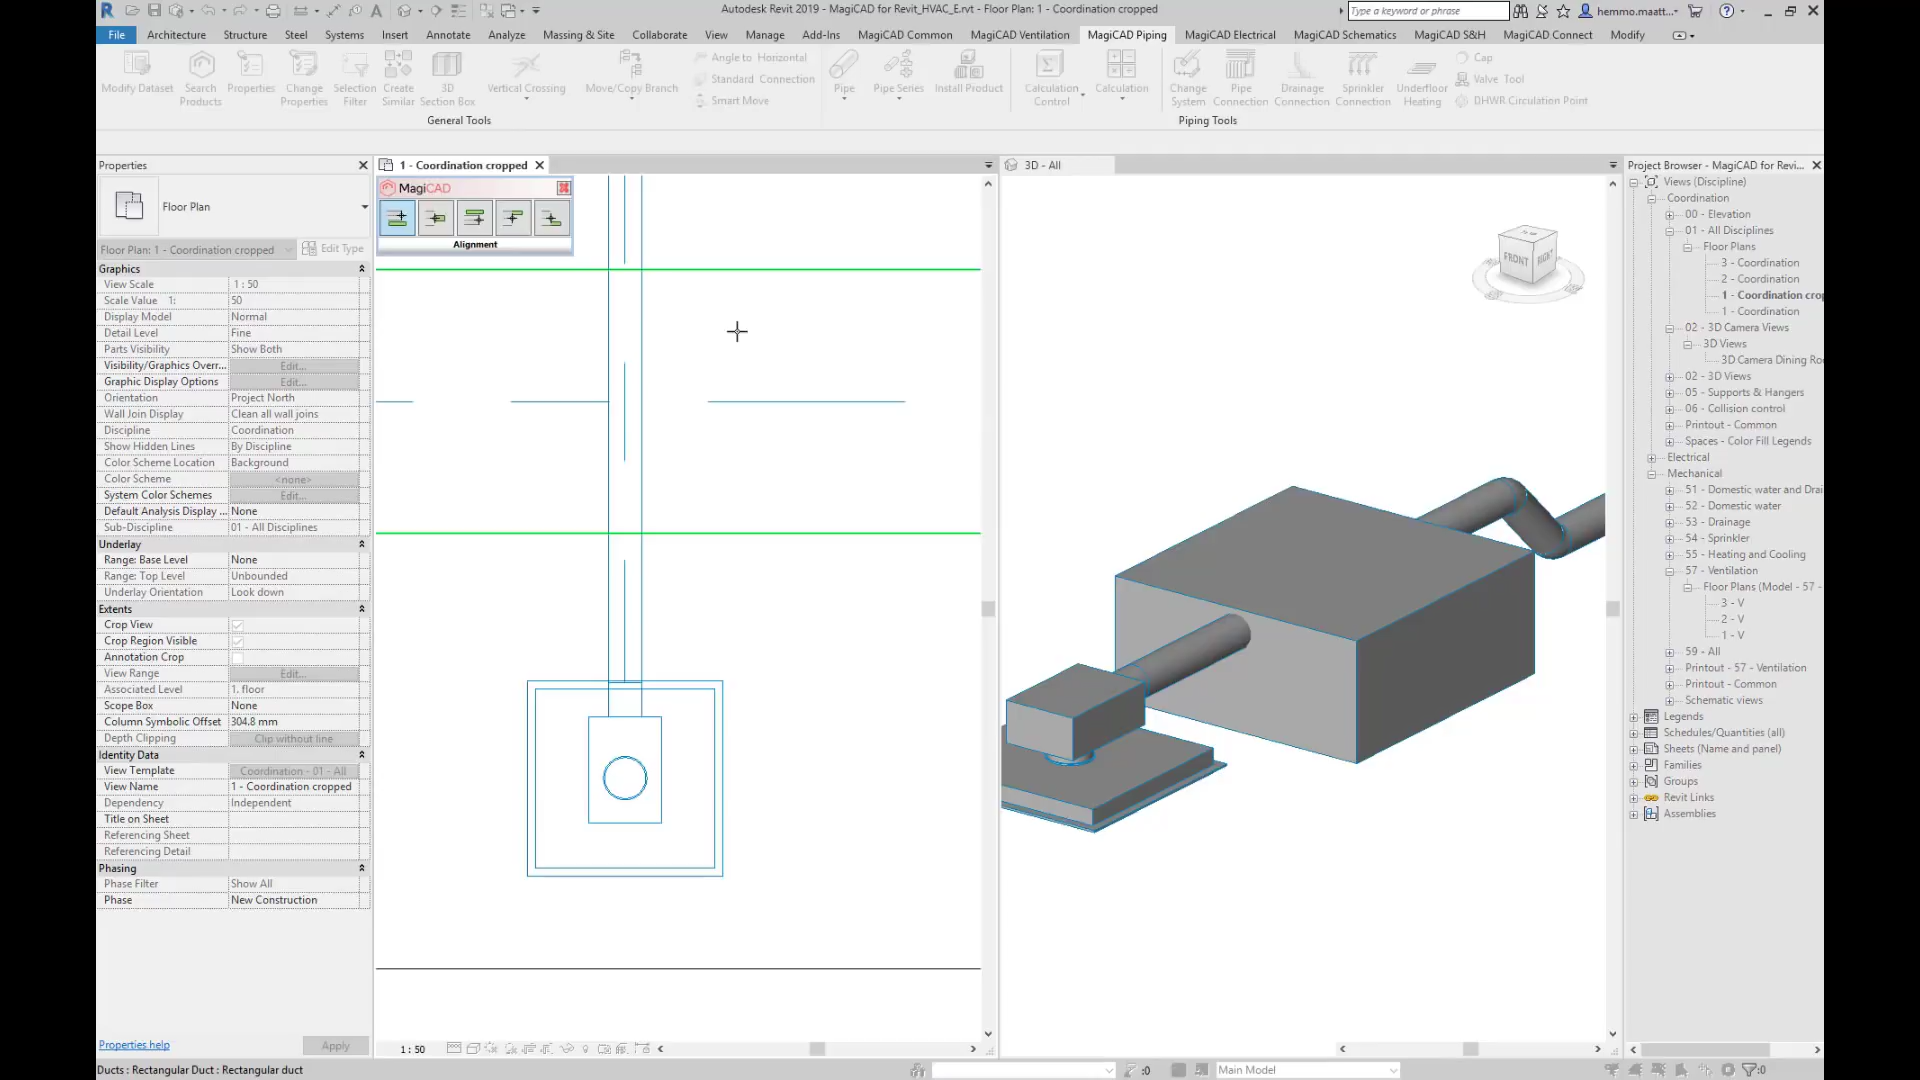 Autodesk Revit 2019 - MagiCAD for Revit_HVAC_E.rvt - Floor Plan: 1 - Coordination cropped
Type a keyword or phrase
hemmo.maatt...
File Architecture Structure Steel Systems Insert Annotate Analyze Massing & Site Collaborate View Manage Add-Ins MagiCAD Common MagiCAD Ventilation MagiCAD Piping MagiCAD Electrical MagiCAD Schematics MagiCAD S&H MagiCAD Connect Modify
Modify Dataset
Search Products
Properties
Change Properties
Selection Filter
Create Similar
3D Section Box
Vertical Crossing
Move/Copy Branch
Angle to Horizontal
Standard Connection
Smart Move
Pipe
Pipe Series
Install Product
Calculation Control
Calculation
Change System
Pipe Connection
Drainage Connection
Sprinkler Connection
Underfloor Heating
Cap
Valve Tool
DHWR Circulation Point
General Tools
Piping Tools
Properties
Floor Plan
Floor Plan: 1 - Coordination cropped
Edit Type
Graphics
View Scale 1 : 50
Scale Value 1: 50
Display Model Normal
Detail Level Fine
Parts Visibility Show Both
Visibility/Graphics Overr... Edit...
Graphic Display Options Edit...
Orientation Project North
Wall Join Display Clean all wall joins
Discipline Coordination
Show Hidden Lines By Discipline
Color Scheme Location Background
Color Scheme <none>
System Color Schemes Edit...
Default Analysis Display ... None
Sub-Discipline 01 - All Disciplines
Underlay
Range: Base Level None
Range: Top Level Unbounded
Underlay Orientation Look down
Extents
Crop View
Crop Region Visible
Annotation Crop
View Range Edit...
Associated Level 1. floor
Scope Box None
Column Symbolic Offset 304.8 mm
Depth Clipping Clip without line
Identity Data
View Template Coordination - 01 - All
View Name 1 - Coordination cropped
Dependency Independent
Title on Sheet
Referencing Sheet
Referencing Detail
Phasing
Phase Filter Show All
Phase New Construction
Properties help
Apply
1 - Coordination cropped
MagiCAD
Alignment
1 : 50
3D - All
FRONT
RIGHT
Project Browser - MagiCAD for Revi...
Views (Discipline)
Coordination
00 - Elevation
01 - All Disciplines
Floor Plans
3 - Coordination
2 - Coordination
1 - Coordination crop
1 - Coordination
02 - 3D Camera Views
3D Views
3D Camera Dining Ro
02 - 3D Views
05 - Supports & Hangers
06 - Collision control
Printout - Common
Spaces - Color Fill Legends
Electrical
Mechanical
51 - Domestic water and Drai
52 - Domestic water
53 - Drainage
54 - Sprinkler
55 - Heating and Cooling
57 - Ventilation
Floor Plans (Model - 57 -
3 - V
2 - V
1 - V
59 - All
Printout - 57 - Ventilation
Printout - Common
Schematic views
Legends
Schedules/Quantities (all)
Sheets (Name and panel)
Families
Groups
Revit Links
Assemblies
Ducts : Rectangular Duct : Rectangular duct
:0
Main Model
:0